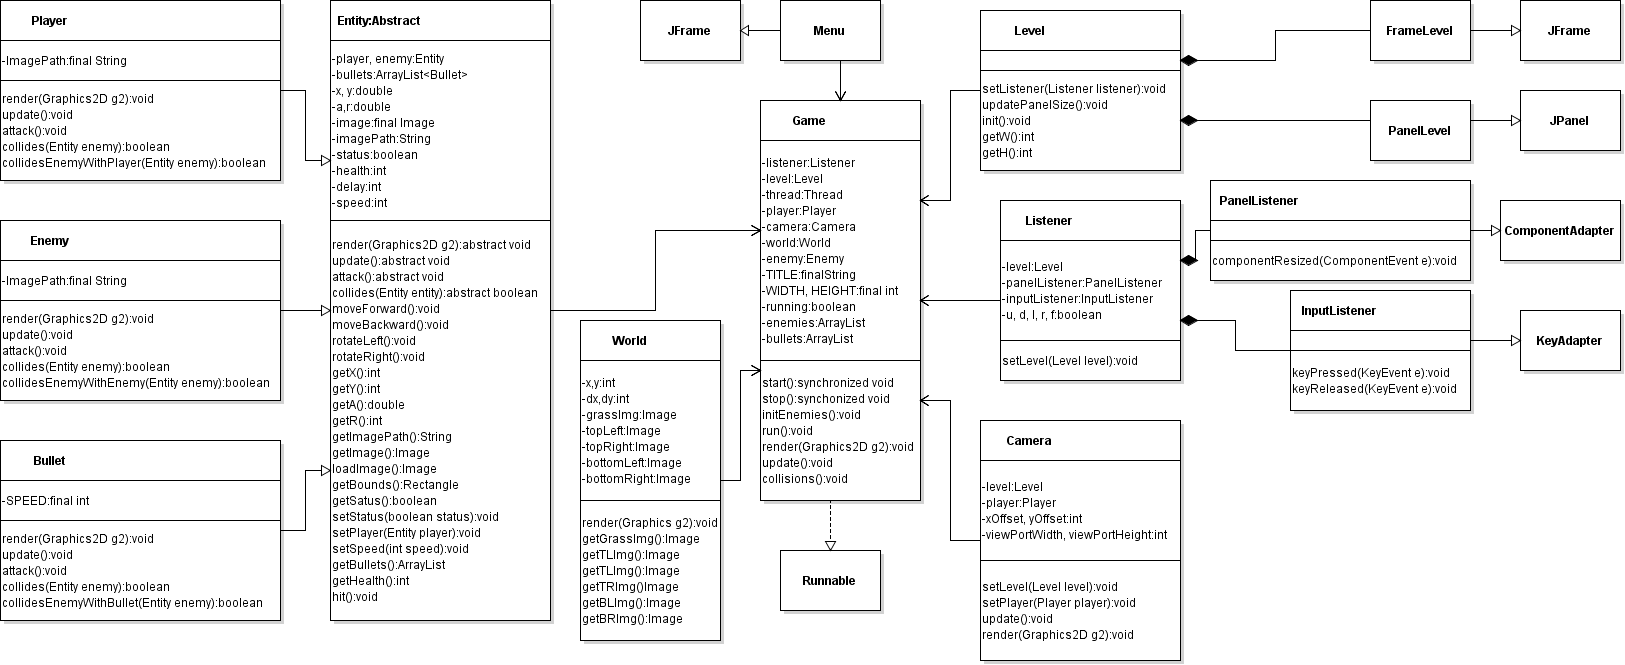 Player
-ImagePath:final String
render(Graphics2D g2):void
update():void
attack():void
collides(Entity enemy):boolean
collidesEnemyWithPlayer(Entity enemy):boolean
Enemy
-ImagePath:final String
render(Graphics2D g2):void
update():void
attack():void
collides(Entity enemy):boolean
collidesEnemyWithEnemy(Entity enemy):boolean
Bullet
-SPEED:final int
render(Graphics2D g2):void
update():void
attack():void
collides(Entity enemy):boolean
collidesEnemyWithBullet(Entity enemy):boolean
Entity:Abstract
-player, enemy:Entity
-bullets:ArrayList<Bullet>
-x, y:double
-a,r:double
-image:final Image
-imagePath:String
-status:boolean
-health:int
-delay:int
-speed:int
render(Graphics2D g2):abstract void
update():abstract void
attack():abstract void
collides(Entity entity):abstract boolean
moveForward():void
moveBackward():void
rotateLeft():void
rotateRight():void
getX():int
getY():int
getA():double
getR():int
getImagePath():String
getImage():Image
loadImage():Image
getBounds():Rectangle
getSatus():boolean
setStatus(boolean status):void
setPlayer(Entity player):void
setSpeed(int speed):void
getBullets():ArrayList
getHealth():int
hit():void
World
-x,y:int
-dx,dy:int
-grassImg:Image
-topLeft:Image
-topRight:Image
-bottomLeft:Image
-bottomRight:Image
render(Graphics g2):void
getGrassImg():Image
getTLImg():Image
getTLImg():Image
getTRImg()Image
getBLImg():Image
getBRImg():Image
JFrame
Menu
Game
-listener:Listener
-level:Level
-thread:Thread
-player:Player
-camera:Camera
-world:World
-enemy:Enemy
-TITLE:finalString
-WIDTH, HEIGHT:final int
-running:boolean
-enemies:ArrayList
-bullets:ArrayList
start():synchronized void
stop():synchonized void
initEnemies():void
run():void
render(Graphics2D g2):void
update():void
collisions():void
Runnable
Level
setListener(Listener listener):void
updatePanelSize():void
init():void
getW():int
getH():int
FrameLevel
JFrame
PanelLevel
JPanel
Listener
-level:Level
-panelListener:PanelListener
-inputListener:InputListener
-u, d, l, r, f:boolean
setLevel(Level level):void
PanelListener
componentResized(ComponentEvent e):void
ComponentAdapter
InputListener
keyPressed(KeyEvent e):void
keyReleased(KeyEvent e):void
KeyAdapter
Camera
-level:Level
-player:Player
-xOffset, yOffset:int
-viewPortWidth, viewPortHeight:int
setLevel(Level level):void
setPlayer(Player player):void
update():void
render(Graphics2D g2):void